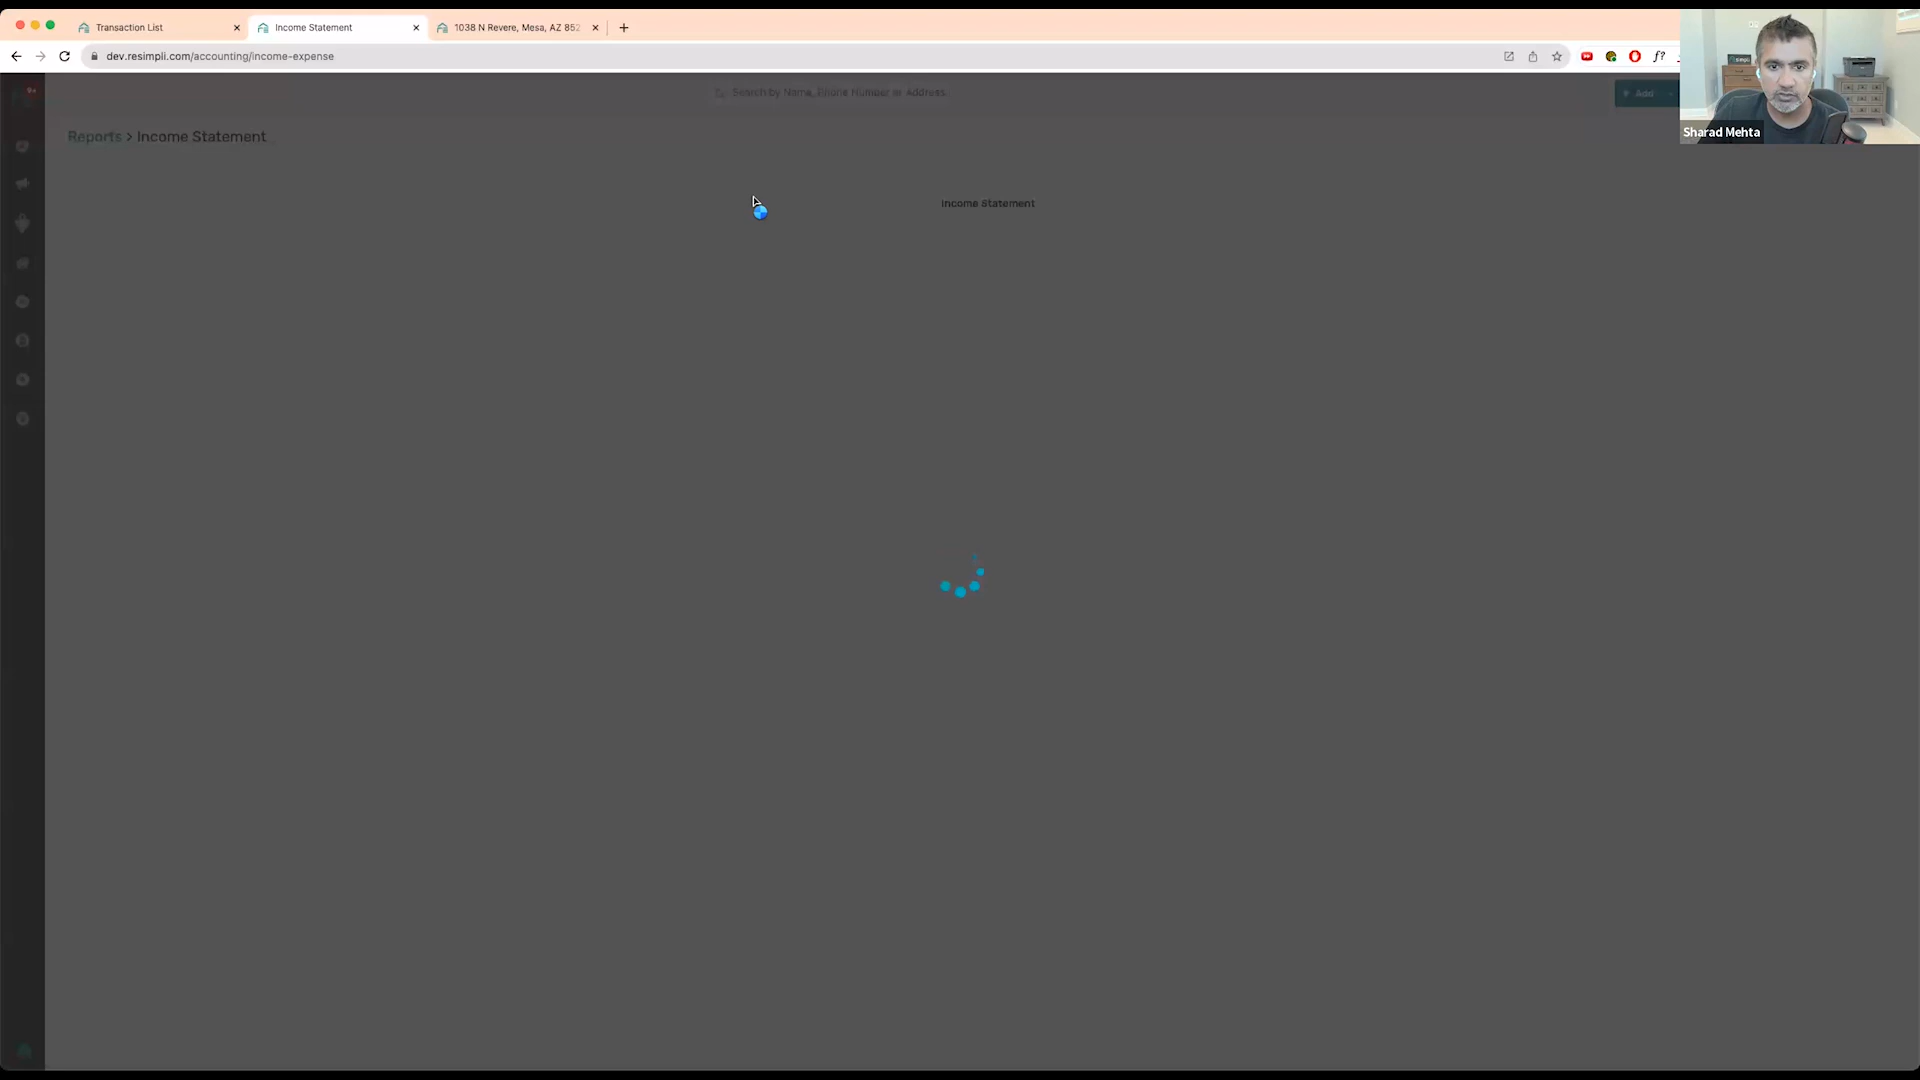 Transaction List
Income Statement
1038 N Revere, Mesa, AZ 852
dev.resimpli.com/accounting/income-expense
f?
Search by Name, Phone Number or Address
Add
Sharad Mehta
Reports > Income Statement
Income Statement